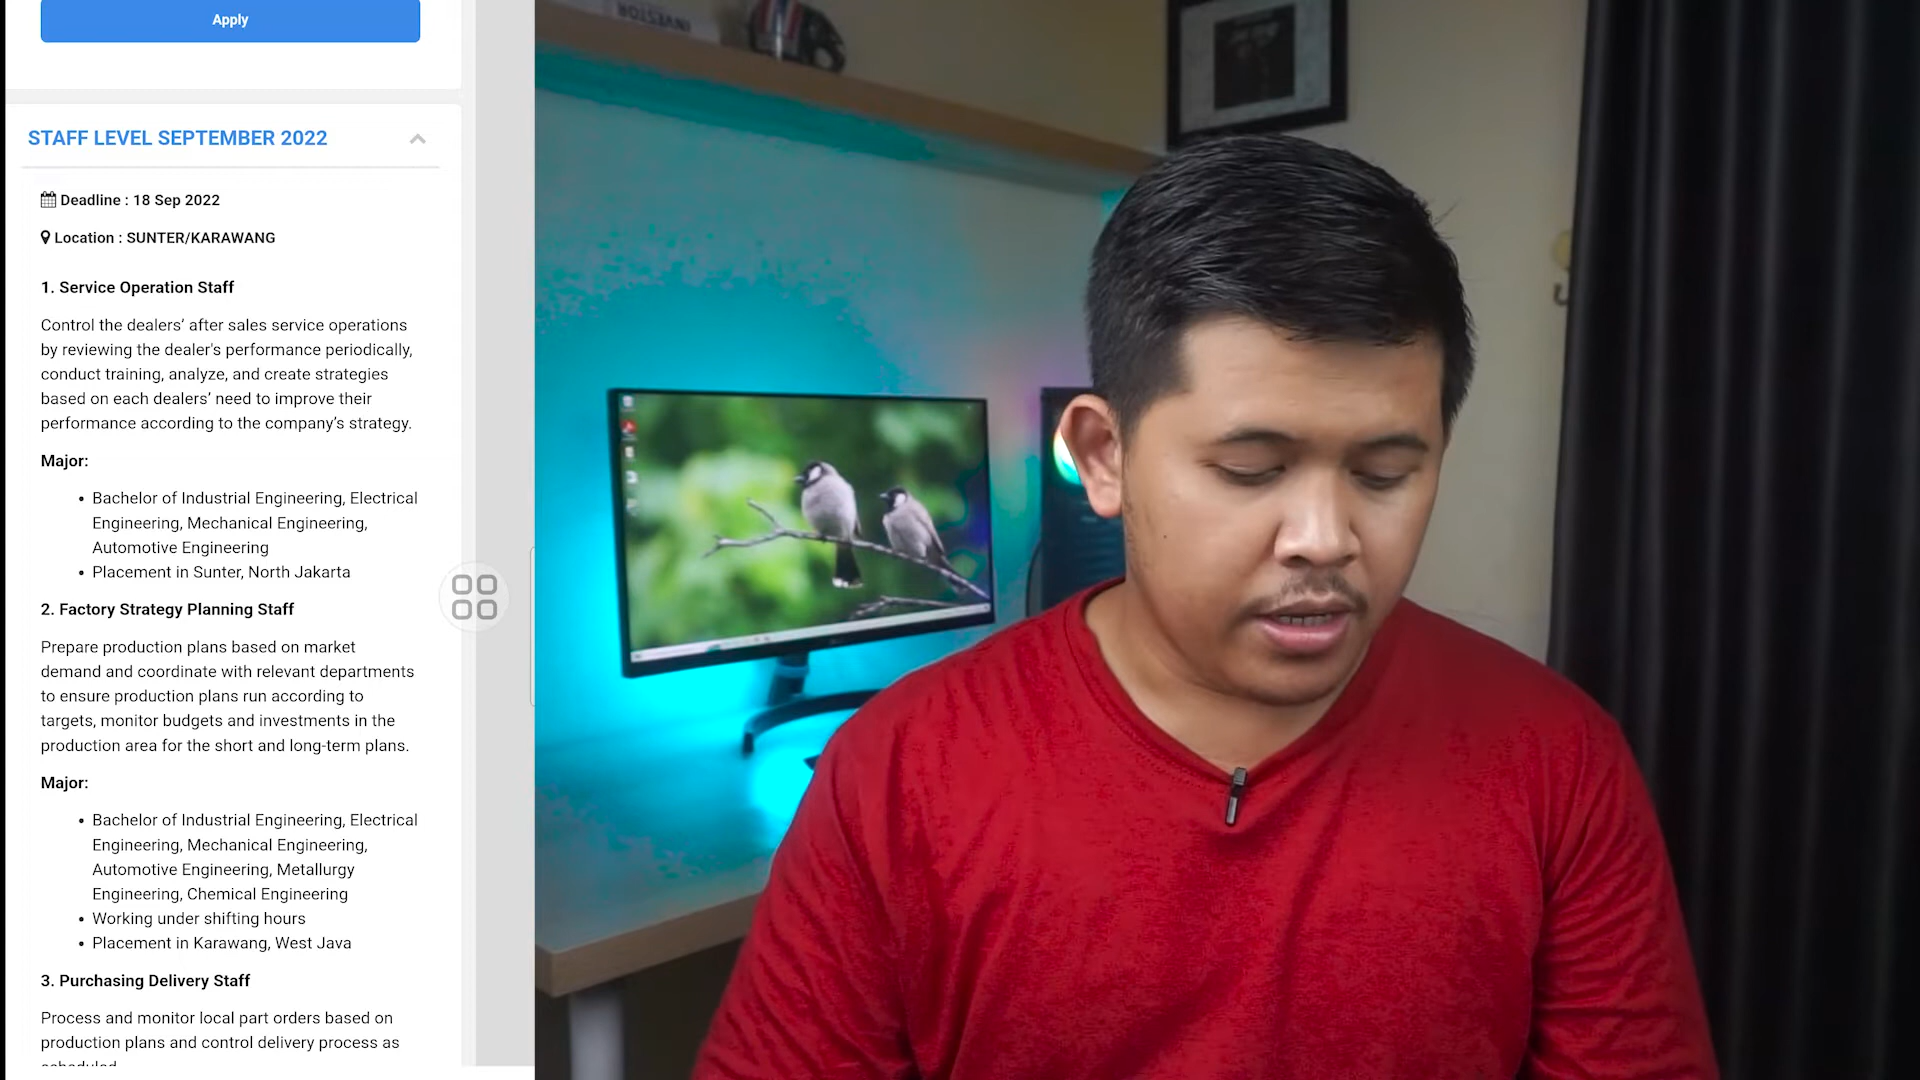 Apply
STAFF LEVEL SEPTEMBER 2022
Deadline : 18 Sep 2022
Location : SUNTER/KARAWANG
1. Service Operation Staff
Control the dealers’ after sales service operations
by reviewing the dealer's performance periodically,
conduct training, analyze, and create strategies
based on each dealers’ need to improve their
performance according to the company’s strategy.
Major:
• Bachelor of Industrial Engineering, Electrical
Engineering, Mechanical Engineering,
Automotive Engineering
• Placement in Sunter, North Jakarta
2. Factory Strategy Planning Staff
Prepare production plans based on market
demand and coordinate with relevant departments
to ensure production plans run according to
targets, monitor budgets and investments in the
production area for the short and long-term plans.
Major:
• Bachelor of Industrial Engineering, Electrical
Engineering, Mechanical Engineering,
Automotive Engineering, Metallurgy
Engineering, Chemical Engineering
• Working under shifting hours
• Placement in Karawang, West Java
3. Purchasing Delivery Staff
Process and monitor local part orders based on
production plans and control delivery process as
scheduled
INVESTOR